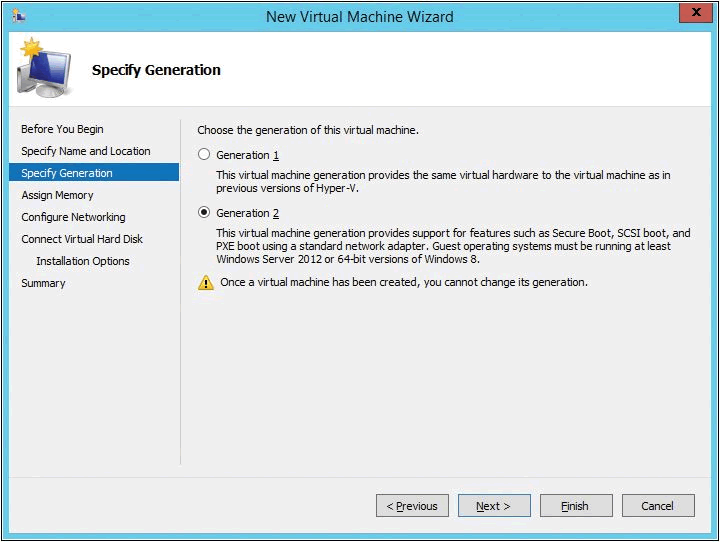 New Virtual Machine Wizard
x
Specify Generation
Before You Begin
Specify Name and Location
Specify Generation
Assign Memory
Configure Networking
Connect Virtual Hard Disk
Installation Options
Summary
Choose the generation of this virtual machine.
Generation 1
This virtual machine generation provides the same virtual hardware to the virtual machine as in
previous versions of Hyper-V.
Generation 2
This virtual machine generation provides support for features such as Secure Boot, SCSI boot, and
PXE boot using a standard network adapter. Guest operating systems must be running at least
Windows Server 2012 or 64-bit versions of Windows 8.
Once a virtual machine has been created, you cannot change its generation.
< Previous
Next >
Finish
Cancel